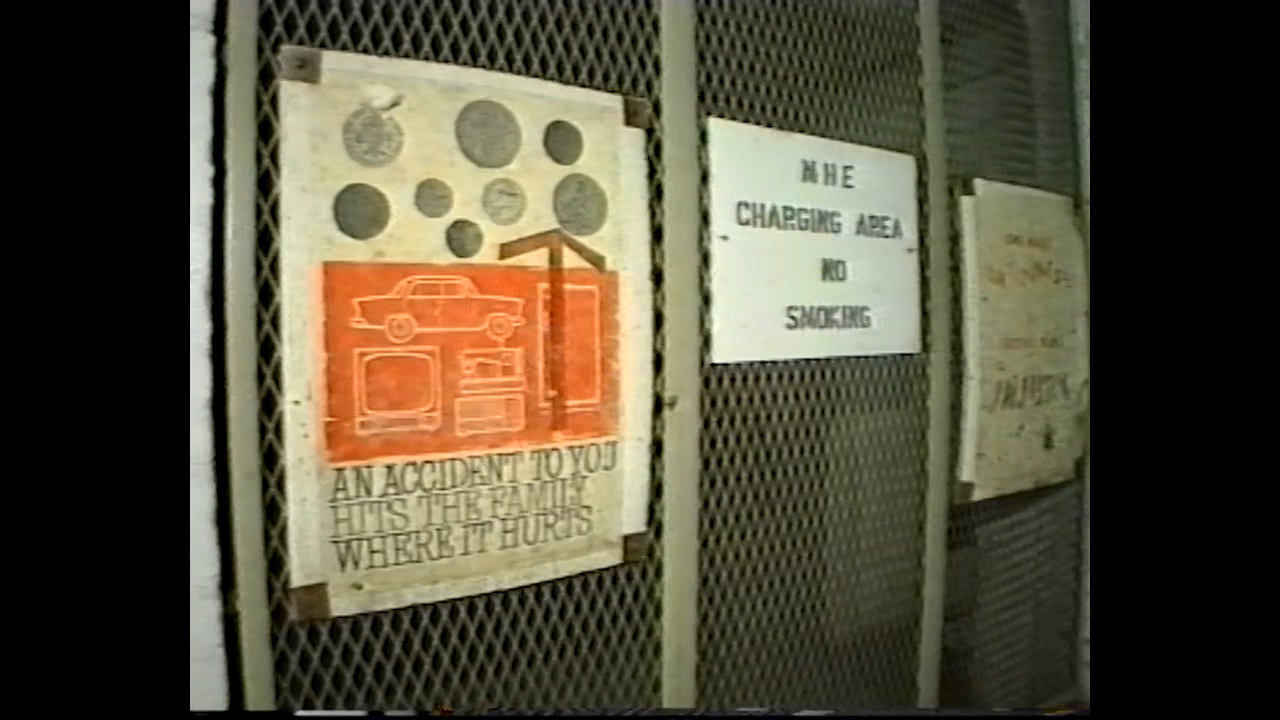 AN ACCIDENT TO YOU
HITS THE FAMILY
WHERE IT HURTS
MHE
CHARGING AREA
NO
SMOKING